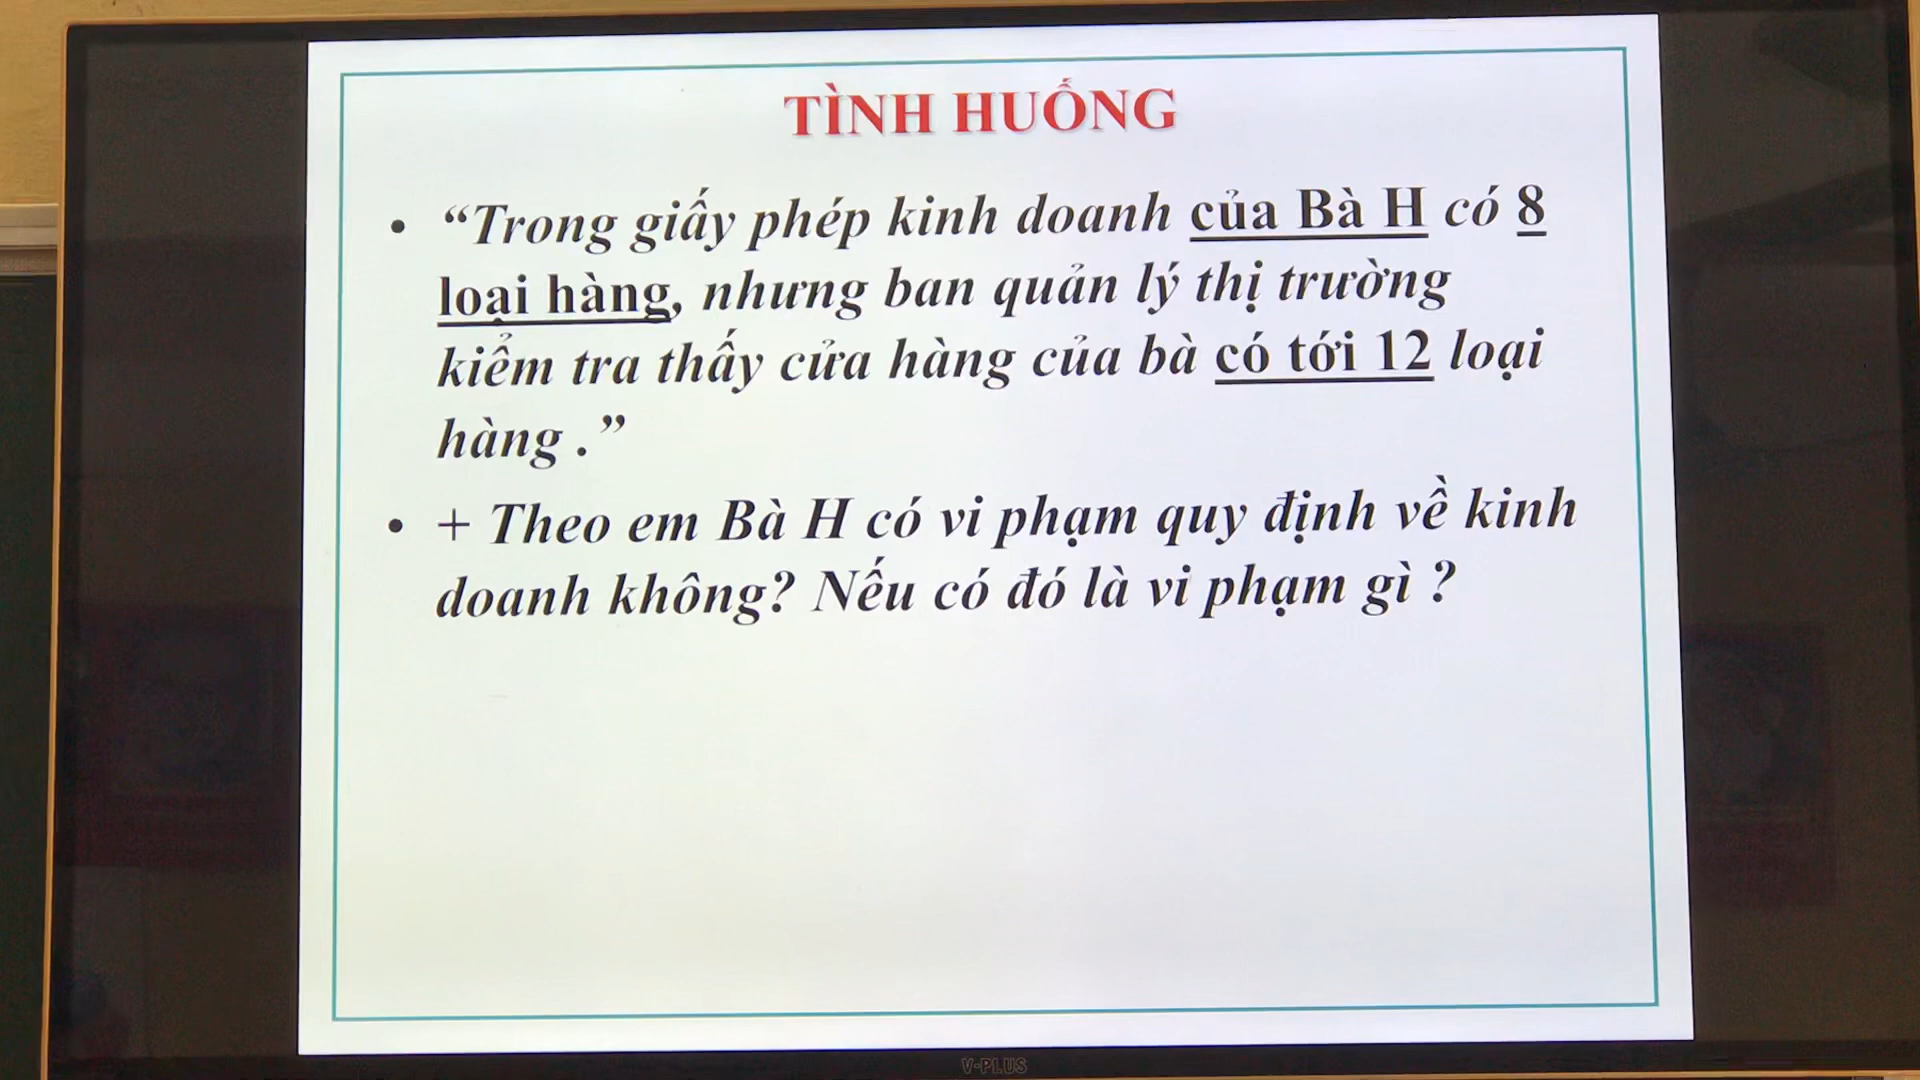 TÌNH HUỐNG
• “Trong giấy phép kinh doanh của Bà H có 8
loại hàng, nhưng ban quản lý thị trường
kiểm tra thấy cửa hàng của bà có tới 12 loại
hàng .”
• + Theo em Bà H có vi phạm quy định về kinh
doanh không? Nếu có đó là vi phạm gì ?
V-PLUS